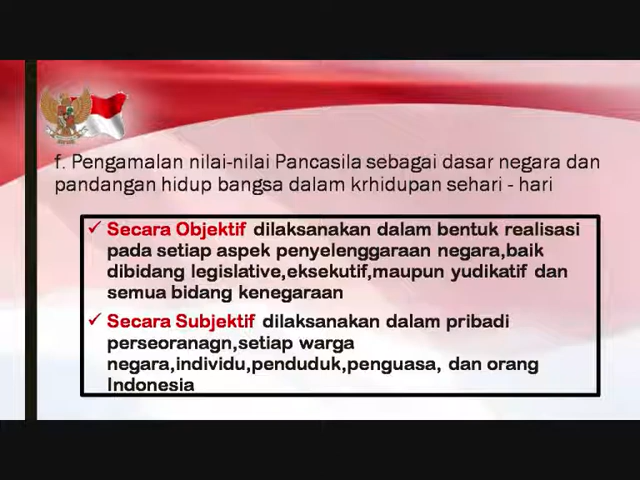 f. Pengamalan nilai-nilai Pancasila sebagai dasar negara dan
pandangan hidup bangsa dalam krhidupan sehari - hari
✓ Secara Objektif dilaksanakan dalam bentuk realisasi
pada setiap aspek penyelenggaraan negara,baik
dibidang legislative,eksekutif,maupun yudikatif dan
semua bidang kenegaraan
✓ Secara Subjektif dilaksanakan dalam pribadi
perseoranagn,setiap warga
negara,individu,penduduk,penguasa, dan orang
Indonesia